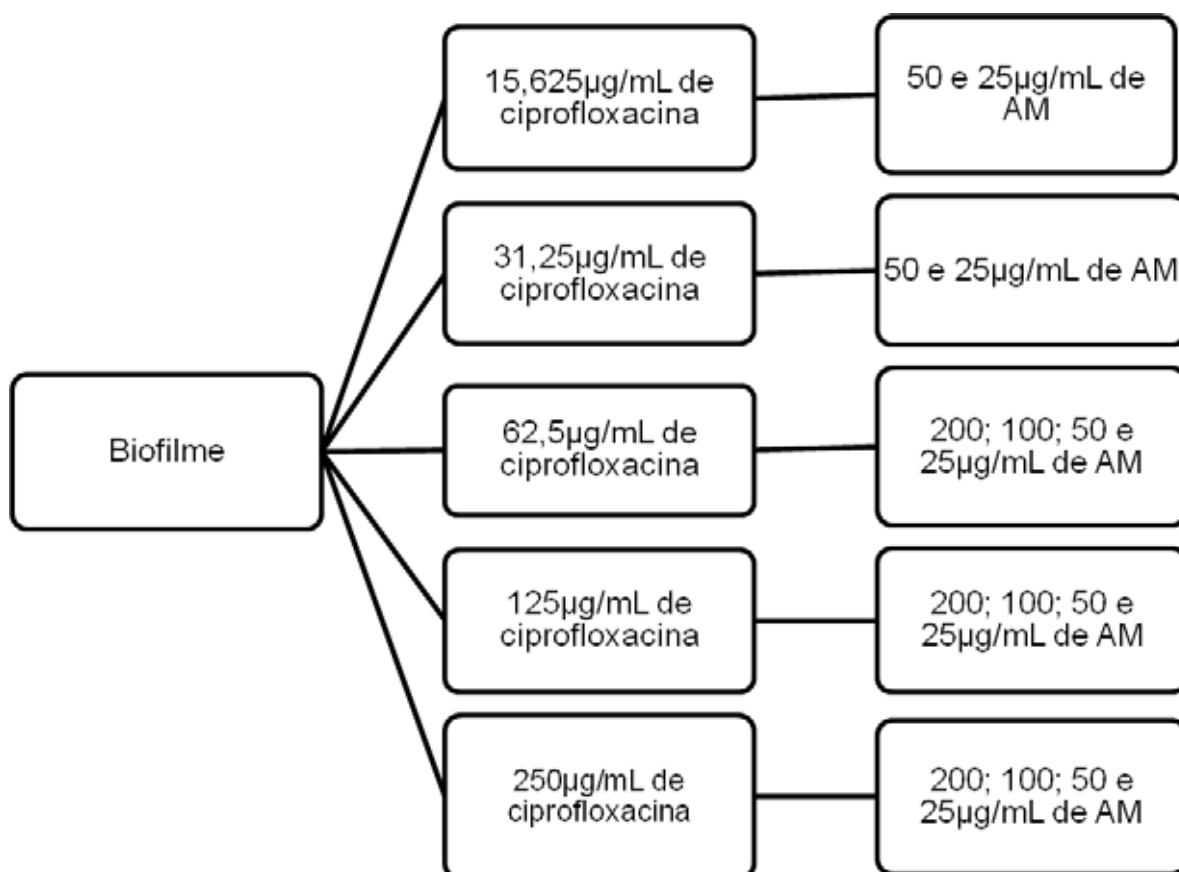 Biofilme
15,625µg/mL de
ciprofloxacina
50 e 25µg/mL de
AM
31,25µg/mL de
ciprofloxacina
50 e 25µg/mL de AM
62,5µg/mL de
ciprofloxacina
200; 100; 50 e
25µg/mL de AM
125µg/mL de
ciprofloxacina
200; 100; 50 e
25µg/mL de AM
250µg/mL de
ciprofloxacina
200; 100; 50 e
25µg/mL de AM